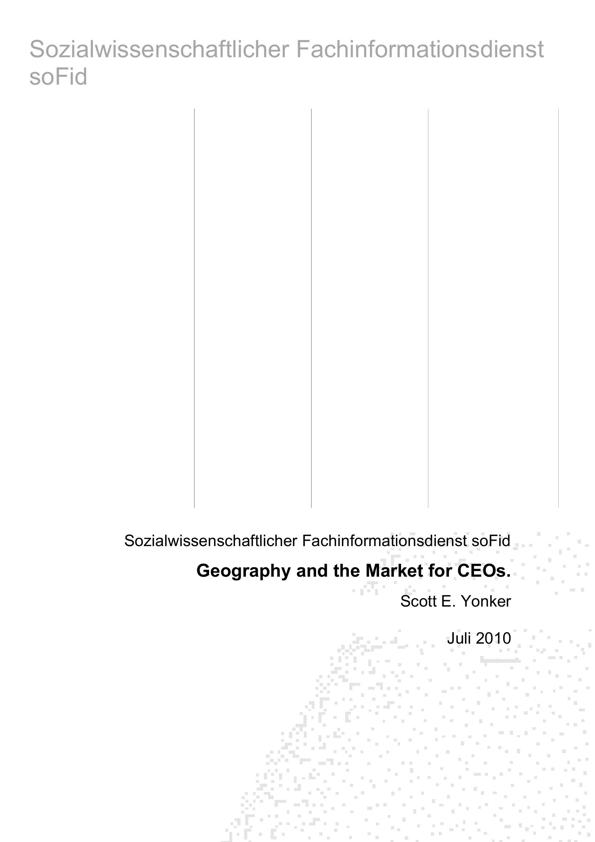 Sozialwissenschaftlicher Fachinformationsdienst
soFid
Sozialwissenschaftlicher Fachinformationsdienst soFid
Geography and the Market for CEOs.
Scott E. Yonker
Juli 2010